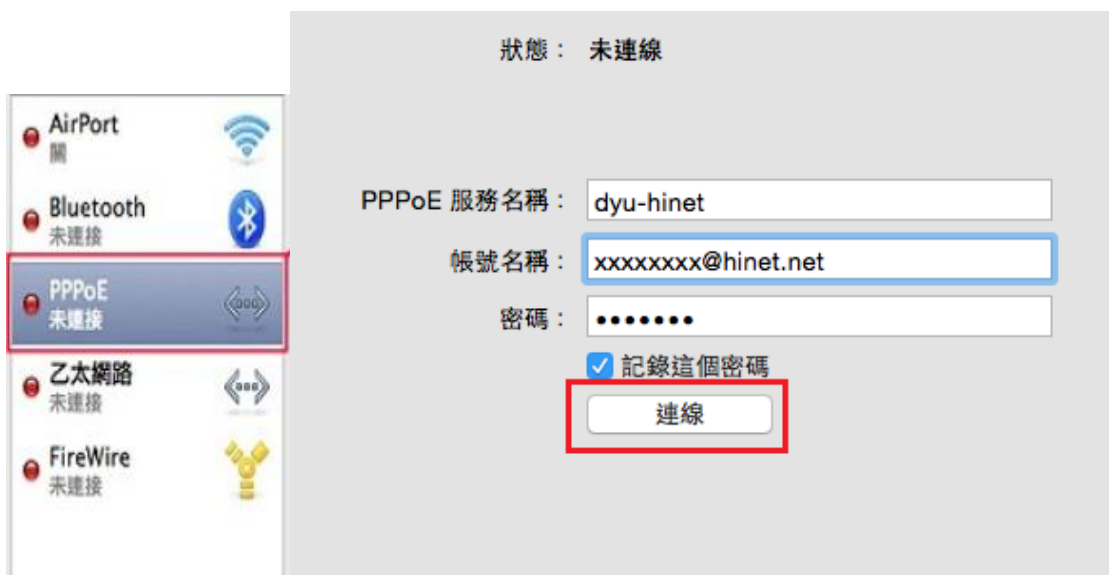 AirPort
關
Bluetooth
未連接
PPPoE
未連接
乙太網路
未連接
FireWire
未連接
狀態： 未連線
PPPoE 服務名稱： dyu-hinet
帳號名稱： xxxxxxxx@hinet.net
密碼： •••••••
記錄這個密碼
連線